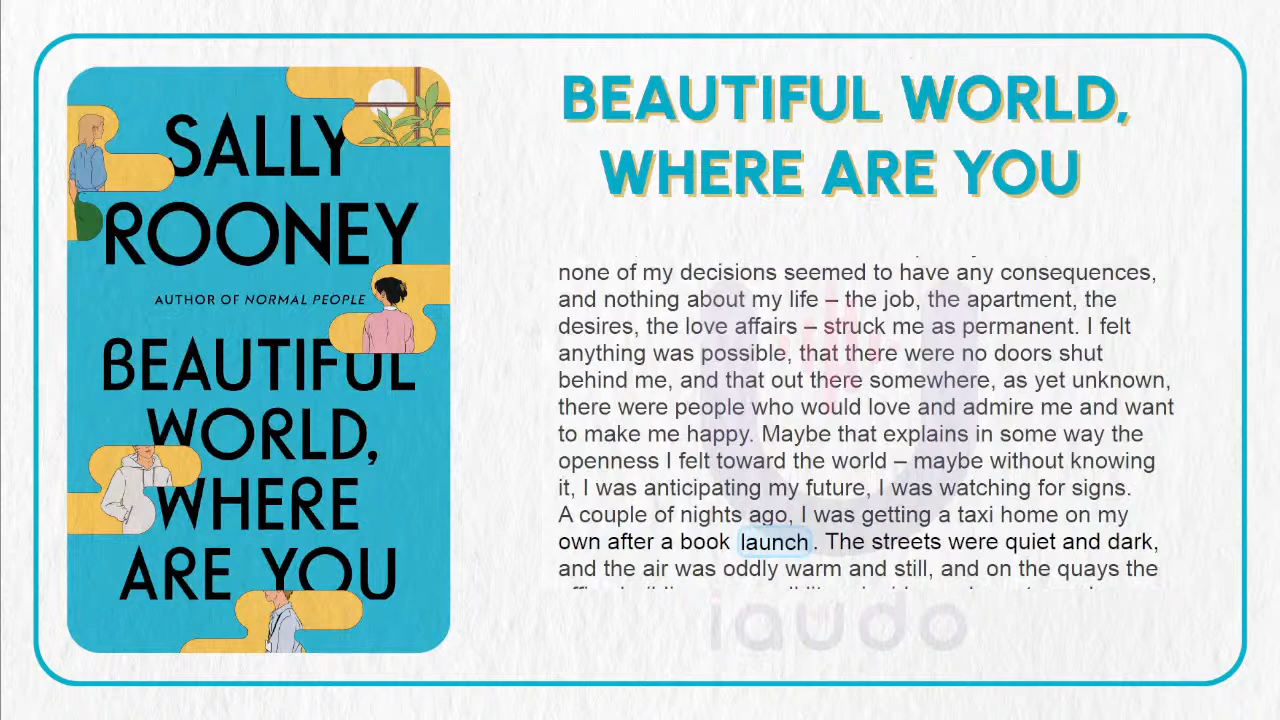 SALLY
ROONEY
AUTHOR OF NORMAL PEOPLE
BEAUTIFUL
WORLD,
WHERE
ARE YOU
BEAUTIFUL WORLD,
WHERE ARE YOU
none of my decisions seemed to have any consequences,
and nothing about my life – the job, the apartment, the
desires, the love affairs – struck me as permanent. I felt
anything was possible, that there were no doors shut
behind me, and that out there somewhere, as yet unknown,
there were people who would love and admire me and want
to make me happy. Maybe that explains in some way the
openness I felt toward the world – maybe without knowing
it, I was anticipating my future, I was watching for signs.
A couple of nights ago, I was getting a taxi home on my
own after a book launch. The streets were quiet and dark,
and the air was oddly warm and still, and on the quays the
iaudo